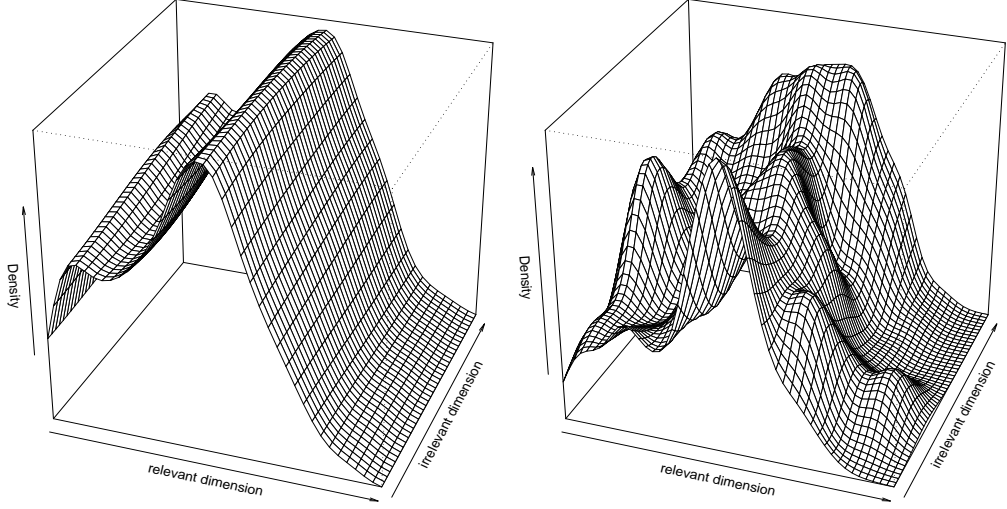 Density
relevant dimension
irrelevant dimension
Density
relevant dimension
irrelevant dimension